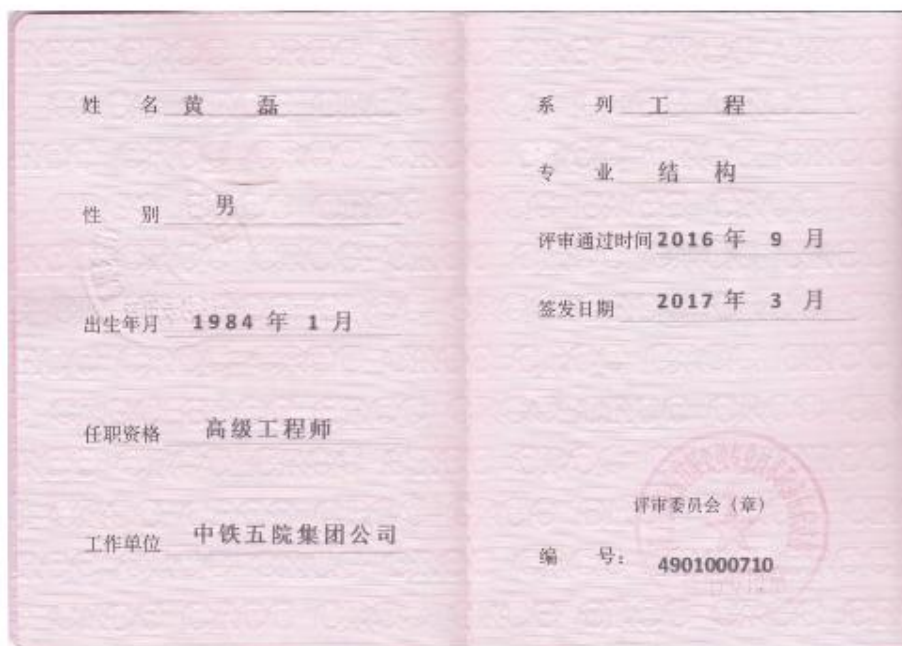 姓 名 黄 磊
性 别 男
出生年月 1984 年 1 月
任职资格 高级工程师
工作单位 中铁五院集团公司
系 列 工 程
专 业 结 构
评审通过时间 2016 年 9 月
签发日期 2017 年 3 月
评审委员会（章）
编 号： 4901000710